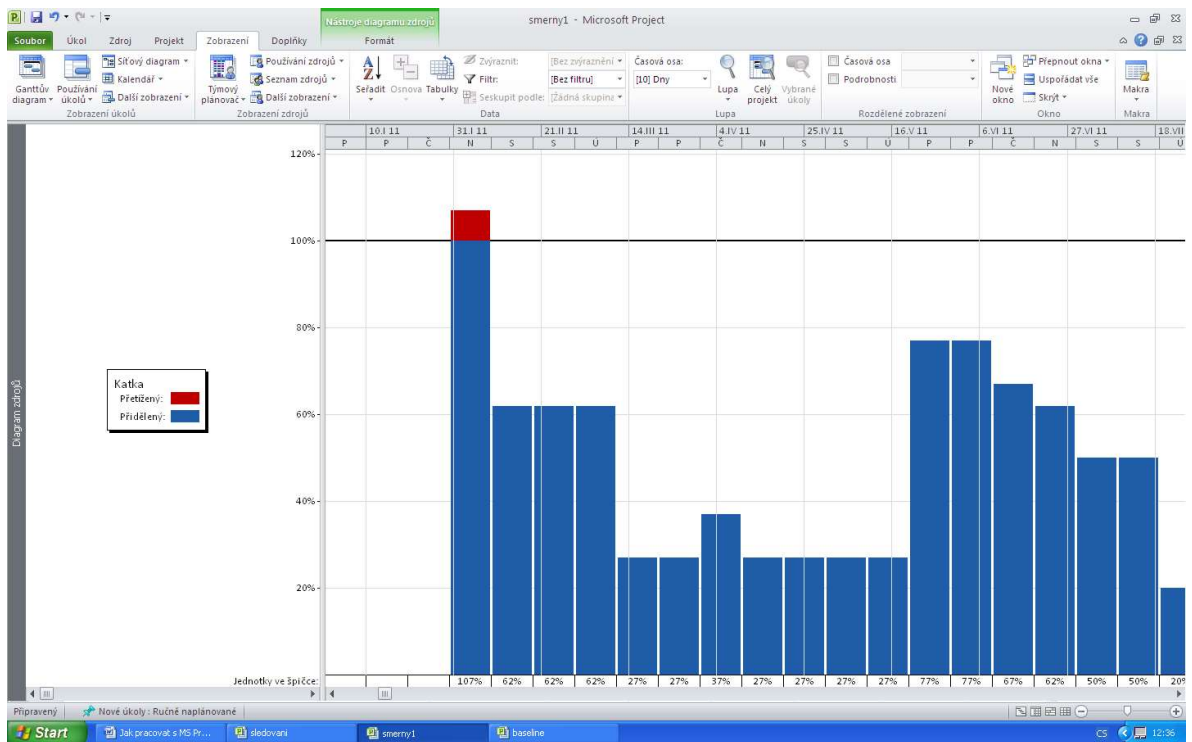 Nástroje diagramu zdrojů
smerny1 - Microsoft Project
Soubor Úkol Zdroj Projekt Zobrazení Doplňky Formát
Ganttův diagram
Používání úkolů
Síťový diagram
Kalendář
Další zobrazení
Zobrazení úkolů
Týmový plánovač
Používání zdrojů
Seznam zdrojů
Další zobrazení
Zobrazení zdrojů
Seřadit Osnova Tabulky
Zvýraznit: [Bez zvýraznění
Filtr: [Bez filtru]
Seskupit podle: [Žádná skupina
Data
Časová osa:
[10] Dny
Lupa
Celý projekt
Vybrané úkoly
Lupa
Časová osa
Podrobnosti
Rozdělené zobrazení
Nové okno
Přepnout okna
Uspořádat vše
Skrýt
Okno
Makra
Makra
10.I 11 31.I 11 21.II 11 14.III 11 4.IV 11 25.IV 11 16.V 11 6.VI 11 27.VI 11 18.VII
P P Č N S S Ú P P Č N S S Ú P P Č N S S Ú
120%
100%
80%
60%
40%
20%
Diagram zdrojů
Katka
Přetížený:
Přidělený:
Jednotky ve špičce: 107% 62% 62% 62% 27% 27% 37% 27% 27% 27% 27% 77% 77% 67% 62% 50% 50% 20%
Připravený Nové úkoly : Ručně naplánované
Start Jak pracovat s MS Pr... sledovani smerny1 baseline CS 12:36